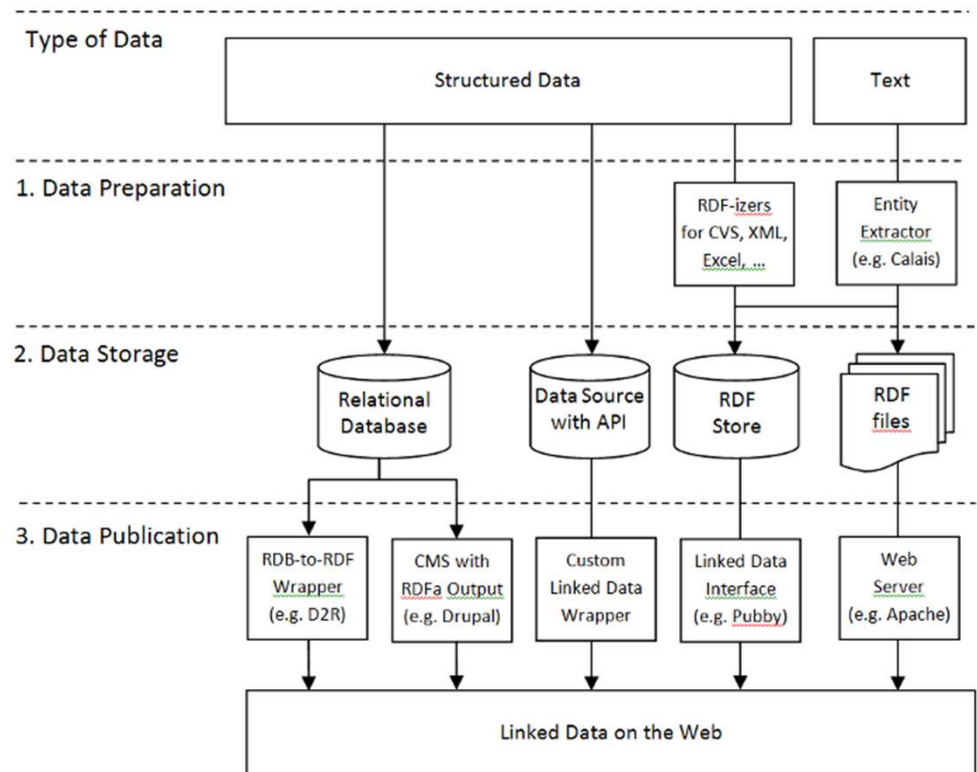 Type of Data
Structured Data
Text
1. Data Preparation
RDF-izers
for CVS, XML,
Excel, ...
Entity
Extractor
(e.g. Calais)
2. Data Storage
Relational
Database
Data Source
with API
RDF
Store
RDF
files
3. Data Publication
RDB-to-RDF
Wrapper
(e.g. D2R)
CMS with
RDFa Output
(e.g. Drupal)
Custom
Linked Data
Wrapper
Linked Data
Interface
(e.g. Pubby)
Web
Server
(e.g. Apache)
Linked Data on the Web